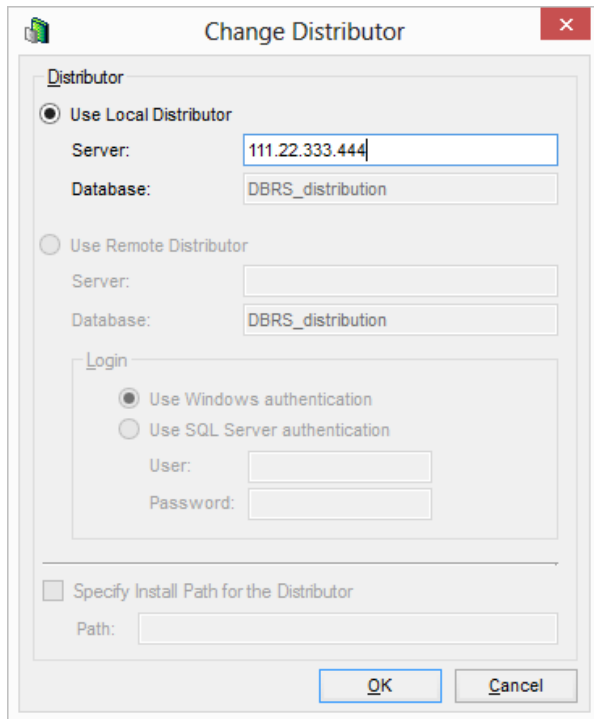 Change Distributor
Distributor
Use Local Distributor
Server: 111.22.333.444
Database: DBRS_distribution
Use Remote Distributor
Server:
Database: DBRS_distribution
Login
Use Windows authentication
Use SQL Server authentication
User:
Password:
Specify Install Path for the Distributor
Path:
OK Cancel